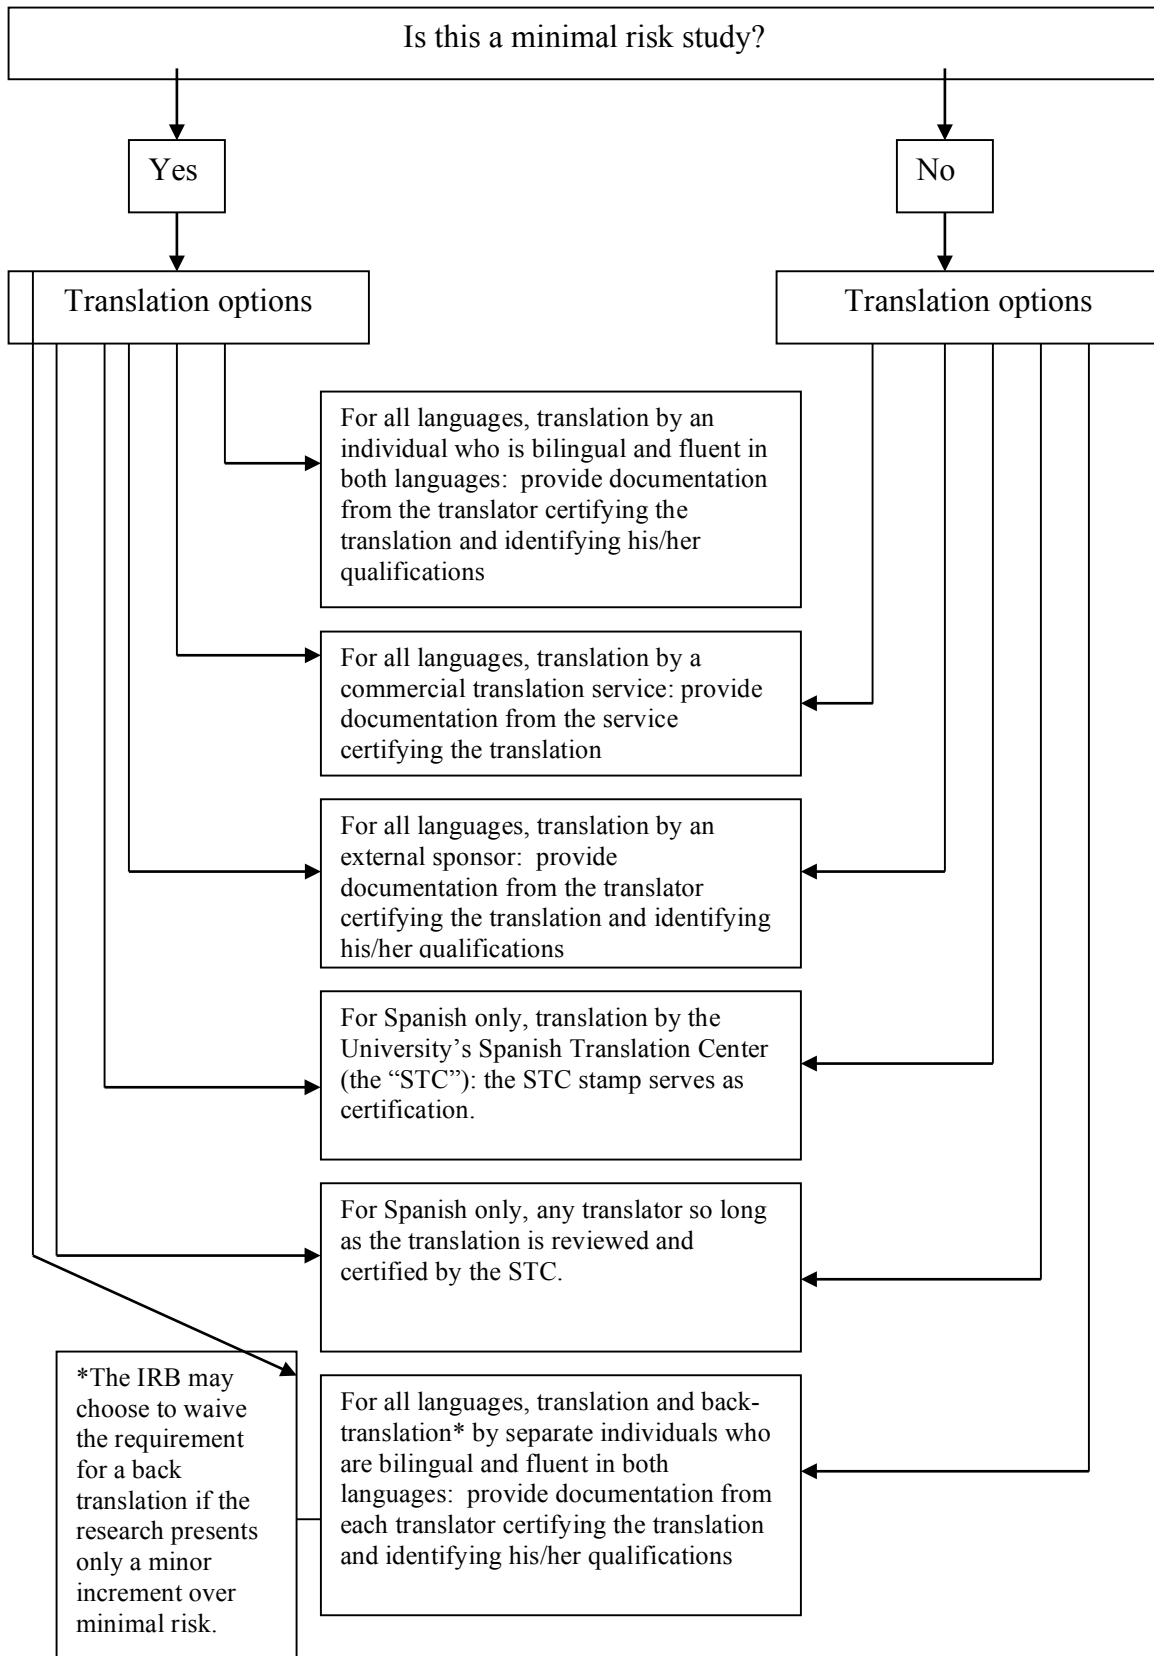 Is this a minimal risk study?
Yes
No
Translation options
Translation options
For all languages, translation by an
individual who is bilingual and fluent in
both languages:  provide documentation
from the translator certifying the
translation and identifying his/her
qualifications
For all languages, translation by a
commercial translation service: provide
documentation from the service
certifying the translation
For all languages, translation by an
external sponsor:  provide
documentation from the translator
certifying the translation and identifying
his/her qualifications
For Spanish only, translation by the
University’s Spanish Translation Center
(the “STC”): the STC stamp serves as
certification.
For Spanish only, any translator so long
as the translation is reviewed and
certified by the STC.
*The IRB may
choose to waive
the requirement
for a back
translation if the
research presents
only a minor
increment over
minimal risk.
For all languages, translation and back-
translation* by separate individuals who
are bilingual and fluent in both
languages:  provide documentation from
each translator certifying the translation
and identifying his/her qualifications